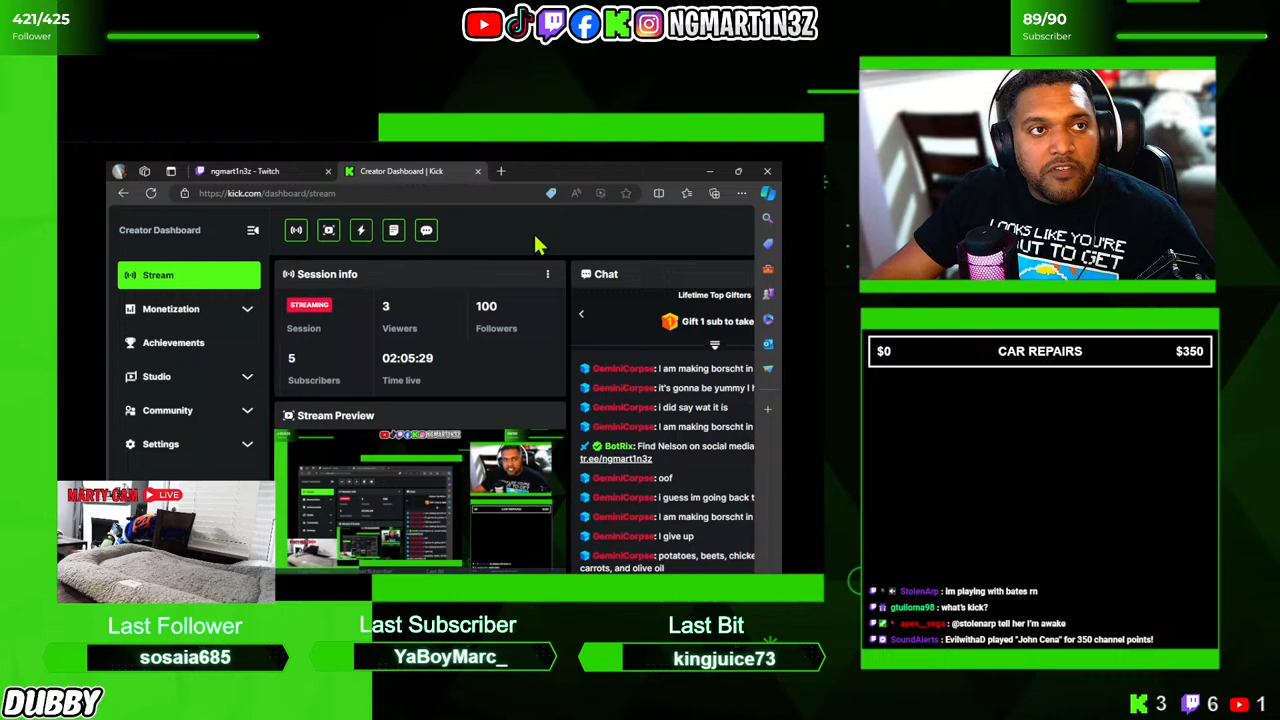 421/425
Follower
NGMART1N3Z
89/90
Subscriber
ngmart1n3z - Twitch
Creator Dashboard | Kick
https://kick.com/dashboard/stream
Creator Dashboard
Stream
Monetization
Achievements
Studio
Community
Settings
Session info
STREAMING
Session
3
Viewers
100
Followers
5
Subscribers
02:05:29
Time live
Stream Preview
Chat
Lifetime Top Gifters
Gift 1 sub to take
GeminiCorpse: I am making borscht in
GeminiCorpse: it's gonna be yummy I h
GeminiCorpse: i did say wat it is
GeminiCorpse: I am making borscht in
BotRix: Find Nelson on social media
tr.ee/ngmart1n3z
GeminiCorpse: oof
GeminiCorpse: i guess im going back t
GeminiCorpse: I am making borscht in
GeminiCorpse: I give up
GeminiCorpse: potatoes, beets, chicke
carrots, and olive oil
NGMART1N3Z
CAR REPAIRS
MARTY CAM LIVE
LOOKS LIKE YOU'RE
OUT TO GET
$0 CAR REPAIRS $350
StolenArp : im playing with bates rn
gtuiloma98 : what's kick?
apex__sega : @stolenarp tell her I'm awake
SoundAlerts : EvilwithaD played "John Cena" for 350 channel points!
Last Follower
sosaia685
Last Subscriber
YaBoyMarc_
Last Bit
kingjuice73
DUBBY
3 6 1